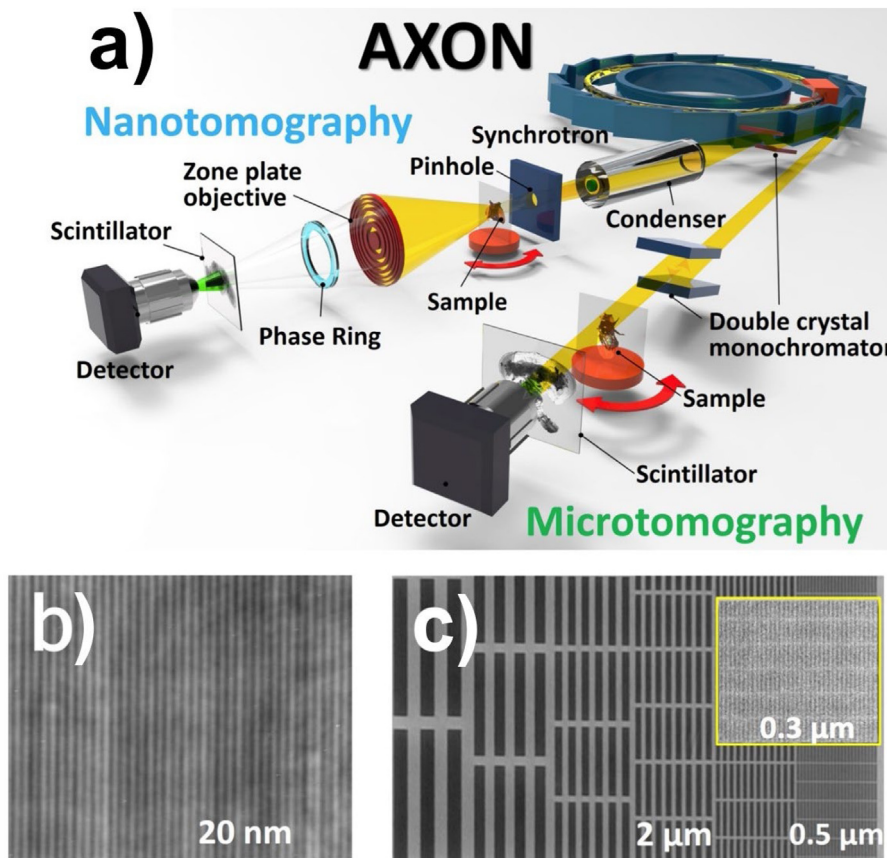 a)
AXON
Nanotomography
Synchrotron
Pinhole
Zone plate
objective
Condenser
Scintillator
Sample
Phase Ring
Double crystal
monochromator
Detector
Sample
Scintillator
Detector
Microtomography
b)
20 nm
c)
0.3 µm
2 µm
0.5 µm